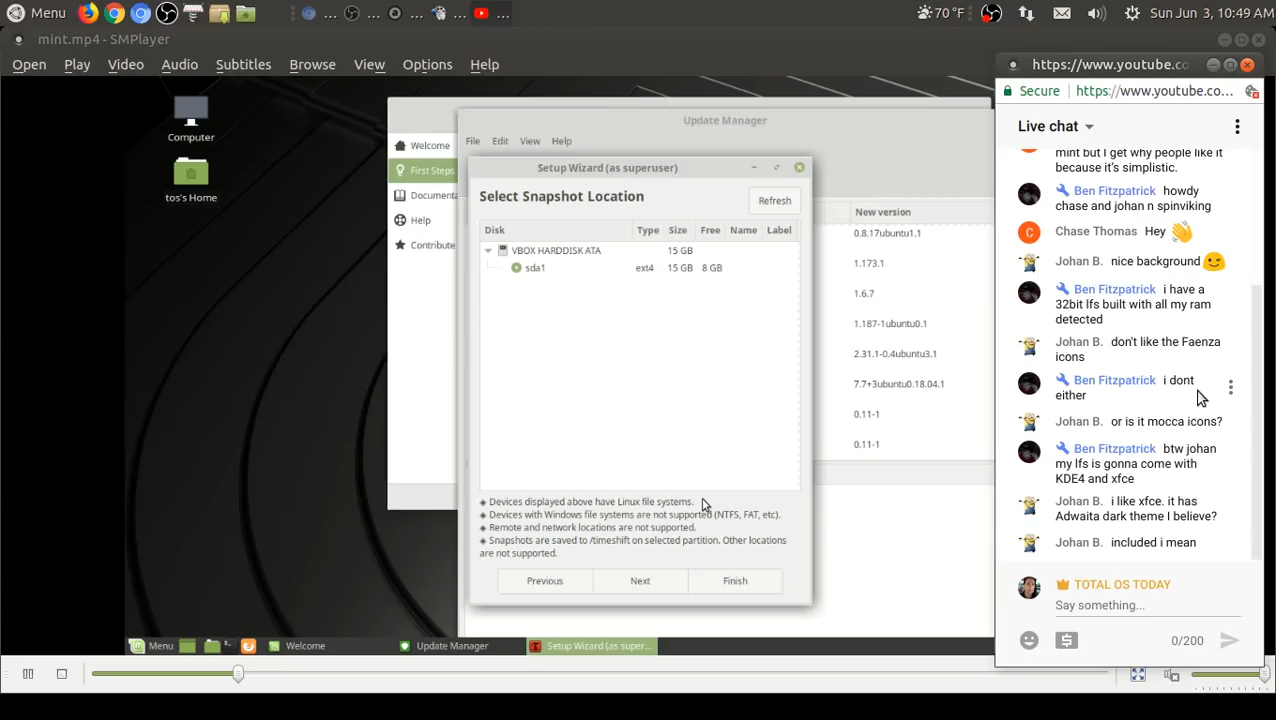 Menu
... ... ... ... ...
70 °F
Sun Jun 3, 10:49 AM
mint.mp4 - SMPlayer
Open Play Video Audio Subtitles Browse View Options Help
Computer
tos's Home
Welcome
First Steps
Documenta
Help
Contribute
Update Manager
File Edit View Help
New version
0.8.17ubuntu1.1
1.173.1
1.6.7
1.187-1ubuntu0.1
2.31.1-0.4ubuntu3.1
7.7+3ubuntu0.18.04.1
0.11-1
0.11-1
Setup Wizard (as superuser)
Select Snapshot Location
Refresh
Disk Type Size Free Name Label
VBOX HARDDISK ATA 15 GB
sda1 ext4 15 GB 8 GB
◈ Devices displayed above have Linux file systems.
◈ Devices with Windows file systems are not supported (NTFS, FAT, etc).
◈ Remote and network locations are not supported.
◈ Snapshots are saved to /timeshift on selected partition. Other locations
are not supported.
Previous Next Finish
Menu
Welcome
Update Manager
Setup Wizard (as super...
https://www.youtube.co
Secure https://www.youtube.co...
Live chat
mint but I get why people like it
because it's simplistic.
Ben Fitzpatrick howdy
chase and johan n spinviking
Chase Thomas Hey 👋
Johan B. nice background 😉
Ben Fitzpatrick i have a
32bit lfs built with all my ram
detected
Johan B. don't like the Faenza
icons
Ben Fitzpatrick i dont
either
Johan B. or is it mocca icons?
Ben Fitzpatrick btw johan
my lfs is gonna come with
KDE4 and xfce
Johan B. i like xfce. it has
Adwaita dark theme I believe?
Johan B. included i mean
TOTAL OS TODAY
Say something...
0/200